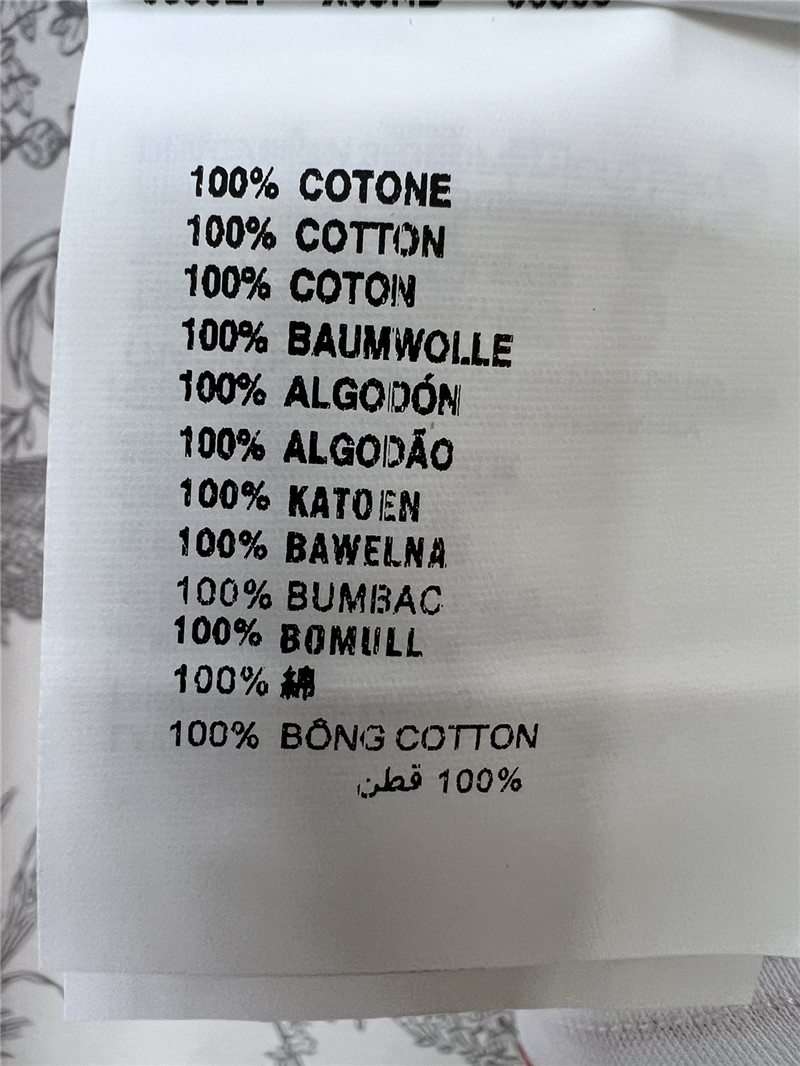 100% COTONE
100% COTTON
100% COTON
100% BAUMWOLLE
100% ALGODÓN
100% ALGODÃO
100% KATOEN
100% BAWELNA
100% BUMBAC
100% BOMULL
100% 綿
100% BÔNG COTTON
100% قطن